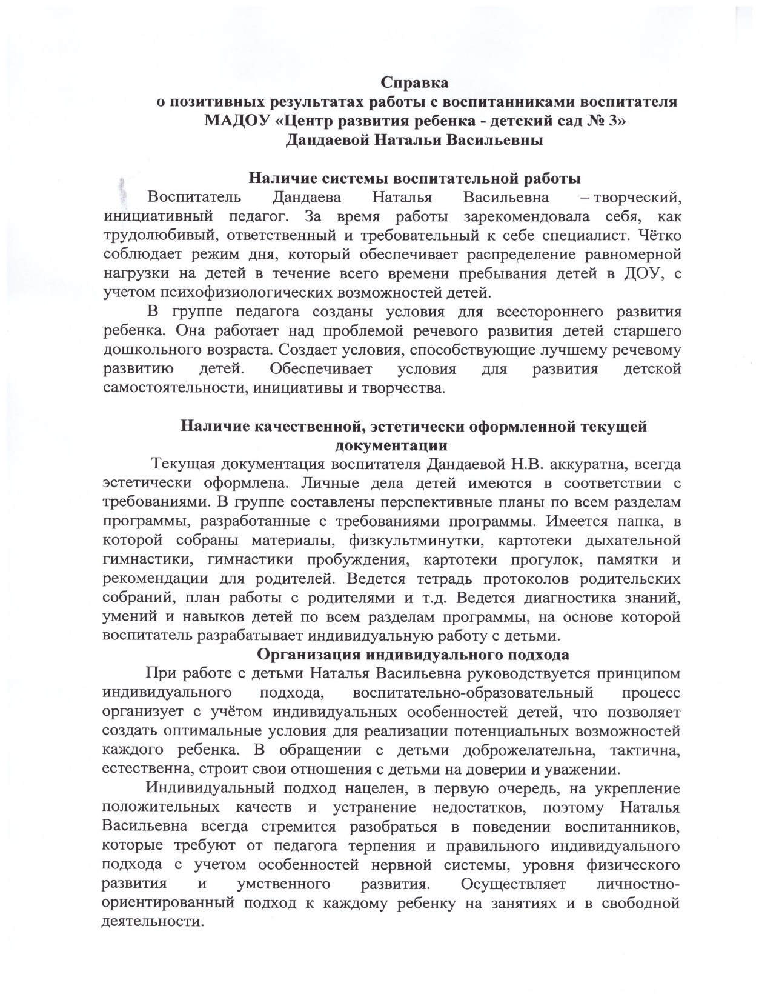 Справка
о позитивных результатах работы с воспитанниками воспитателя
МАДОУ «Центр развития ребенка - детский сад № 3»
Дандаевой Натальи Васильевны
Наличие системы воспитательной работы
Воспитатель Дандаева Наталья Васильевна – творческий,
инициативный педагог. За время работы зарекомендовала себя, как
трудолюбивый, ответственный и требовательный к себе специалист. Чётко
соблюдает режим дня, который обеспечивает распределение равномерной
нагрузки на детей в течение всего времени пребывания детей в ДОУ, с
учетом психофизиологических возможностей детей.
В группе педагога созданы условия для всестороннего развития
ребенка. Она работает над проблемой речевого развития детей старшего
дошкольного возраста. Создает условия, способствующие лучшему речевому
развитию детей. Обеспечивает условия для развития детской
самостоятельности, инициативы и творчества.
Наличие качественной, эстетически оформленной текущей
документации
Текущая документация воспитателя Дандаевой Н.В. аккуратна, всегда
эстетически оформлена. Личные дела детей имеются в соответствии с
требованиями. В группе составлены перспективные планы по всем разделам
программы, разработанные с требованиями программы. Имеется папка, в
которой собраны материалы, физкультминутки, картотеки дыхательной
гимнастики, гимнастики пробуждения, картотеки прогулок, памятки и
рекомендации для родителей. Ведется тетрадь протоколов родительских
собраний, план работы с родителями и т.д. Ведется диагностика знаний,
умений и навыков детей по всем разделам программы, на основе которой
воспитатель разрабатывает индивидуальную работу с детьми.
Организация индивидуального подхода
При работе с детьми Наталья Васильевна руководствуется принципом
индивидуального подхода, воспитательно-образовательный процесс
организует с учётом индивидуальных особенностей детей, что позволяет
создать оптимальные условия для реализации потенциальных возможностей
каждого ребенка. В обращении с детьми доброжелательна, тактична,
естественна, строит свои отношения с детьми на доверии и уважении.
Индивидуальный подход нацелен, в первую очередь, на укрепление
положительных качеств и устранение недостатков, поэтому Наталья
Васильевна всегда стремится разобраться в поведении воспитанников,
которые требуют от педагога терпения и правильного индивидуального
подхода с учетом особенностей нервной системы, уровня физического
развития и умственного развития. Осуществляет личностно-
ориентированный подход к каждому ребенку на занятиях и в свободной
деятельности.